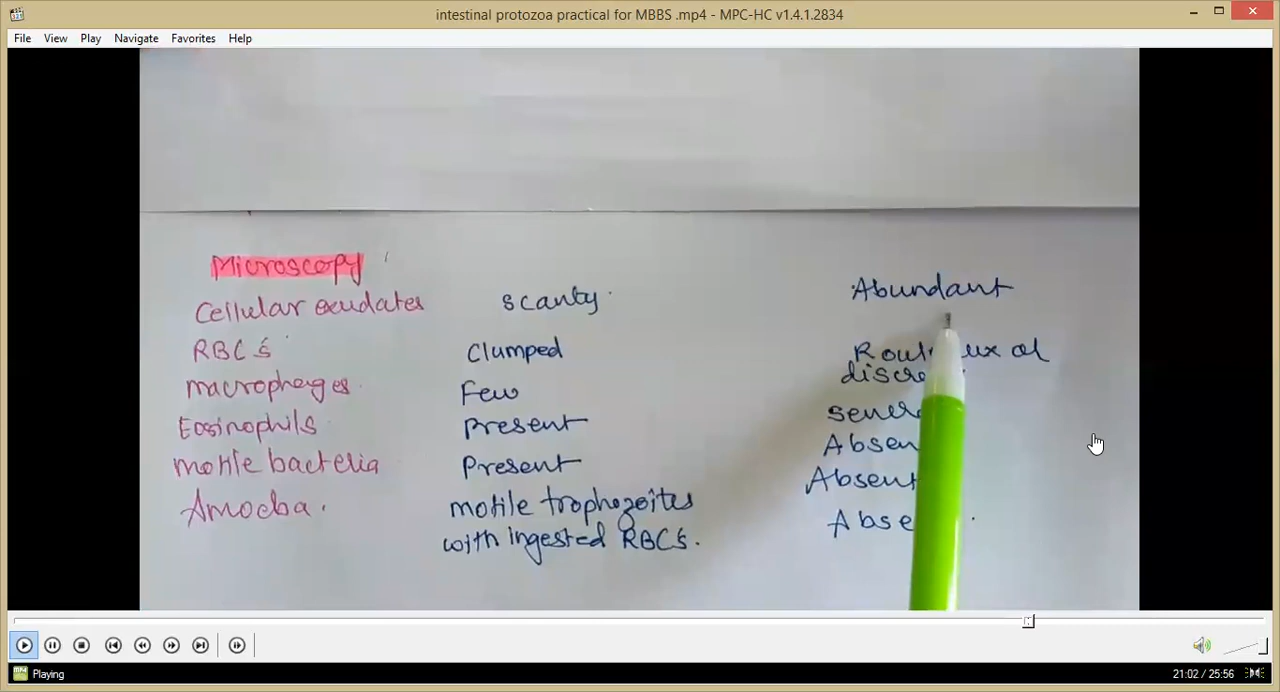 intestinal protozoa practical for MBBS .mp4 - MPC-HC v1.4.1.2834
File View Play Navigate Favorites Help
Microscopy
Cellular exudates scanty Abundant
RBCs Clumped
macrophages Few
Eosinophils Present
motile bacteria Present Absent
Amoeba. motile trophozoites
with ingested RBCs.
Playing 21:02 / 25:56